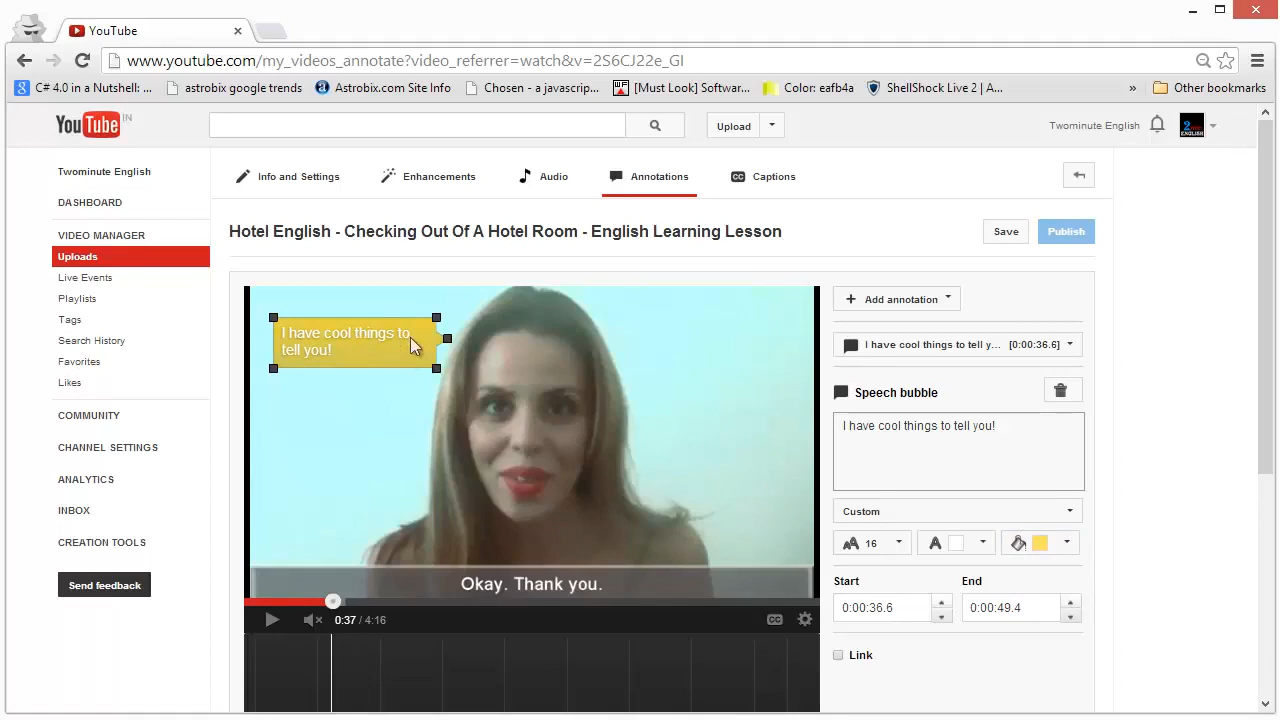 YouTube
www.youtube.com/my_videos_annotate?video_referrer=watch&v=2S6CJ22e_GI
C# 4.0 in a Nutshell: ... astrobix google trends Astrobix.com Site Info Chosen - a javascrip... [Must Look] Softwar... Color: eafb4a ShellShock Live 2 | A... » Other bookmarks
YouTube IN Upload Twominute English
Twominute English
DASHBOARD
VIDEO MANAGER
Uploads
Live Events
Playlists
Tags
Search History
Favorites
Likes
COMMUNITY
CHANNEL SETTINGS
ANALYTICS
INBOX
CREATION TOOLS
Send feedback
Info and Settings Enhancements Audio Annotations CC Captions
Hotel English - Checking Out Of A Hotel Room - English Learning Lesson Save Publish
I have cool things to
tell you!
Okay. Thank you.
0:37 / 4:16 CC
+ Add annotation
I have cool things to tell y... [0:00:36.6]
Speech bubble
I have cool things to tell you!
Custom
AA 16 A
Start End
0:00:36.6 0:00:49.4
Link